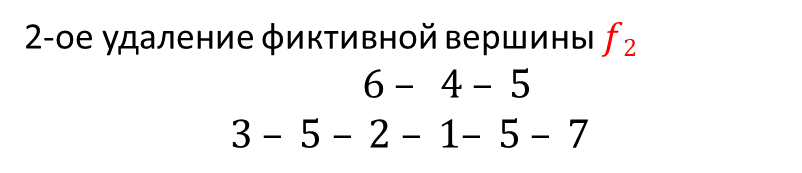 2-ое удаление фиктивной вершины f₂
6 – 4 – 5
3 – 5 – 2 – 1– 5 – 7